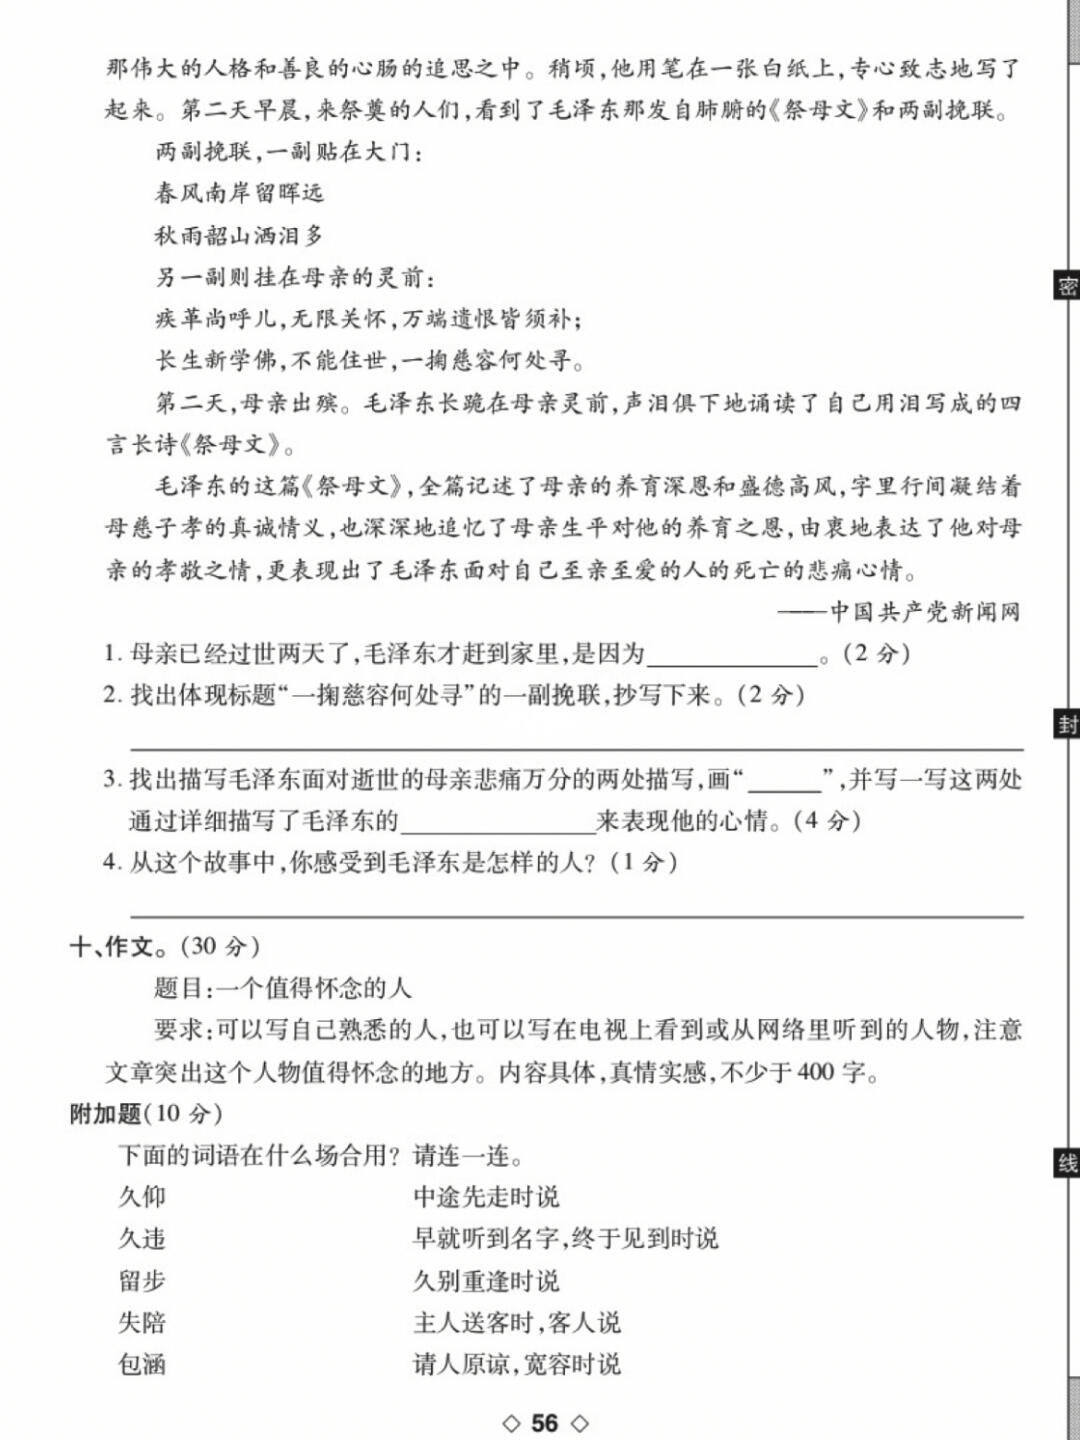 那伟大的人格和善良的心肠的追思之中。稍顷,他用笔在一张白纸上,专心致志地写了
起来。第二天早晨,来祭奠的人们,看到了毛泽东那发自肺腑的《祭母文》和两副挽联。
两副挽联,一副贴在大门:
春风南岸留晖远
秋雨韶山洒泪多
另一副则挂在母亲的灵前:
疾革尚呼儿,无限关怀,万端遗恨皆须补;
长生新学佛,不能住世,一掬慈容何处寻。
第二天,母亲出殡。毛泽东长跪在母亲灵前,声泪俱下地诵读了自己用泪写成的四
言长诗《祭母文》。
毛泽东的这篇《祭母文》,全篇记述了母亲的养育深恩和盛德高风,字里行间凝结着
母慈子孝的真诚情义,也深深地追忆了母亲生平对他的养育之恩,由衷地表达了他对母
亲的孝敬之情,更表现出了毛泽东面对自己至亲至爱的人的死亡的悲痛心情。
——中国共产党新闻网
1. 母亲已经过世两天了,毛泽东才赶到家里,是因为______________。(2 分)
2. 找出体现标题“一掬慈容何处寻”的一副挽联,抄写下来。(2 分)
3. 找出描写毛泽东面对逝世的母亲悲痛万分的两处描写,画“______”,并写一写这两处
通过详细描写了毛泽东的________________来表现他的心情。(4 分)
4. 从这个故事中,你感受到毛泽东是怎样的人?(1 分)
十、作文。(30 分)
题目:一个值得怀念的人
要求:可以写自己熟悉的人,也可以写在电视上看到或从网络里听到的人物,注意
文章突出这个人物值得怀念的地方。内容具体,真情实感,不少于 400 字。
附加题(10 分)
下面的词语在什么场合用?请连一连。
久仰 中途先走时说
久违 早就听到名字,终于见到时说
留步 久别重逢时说
失陪 主人送客时,客人说
包涵 请人原谅,宽容时说
◇ 56 ◇
密
封
线